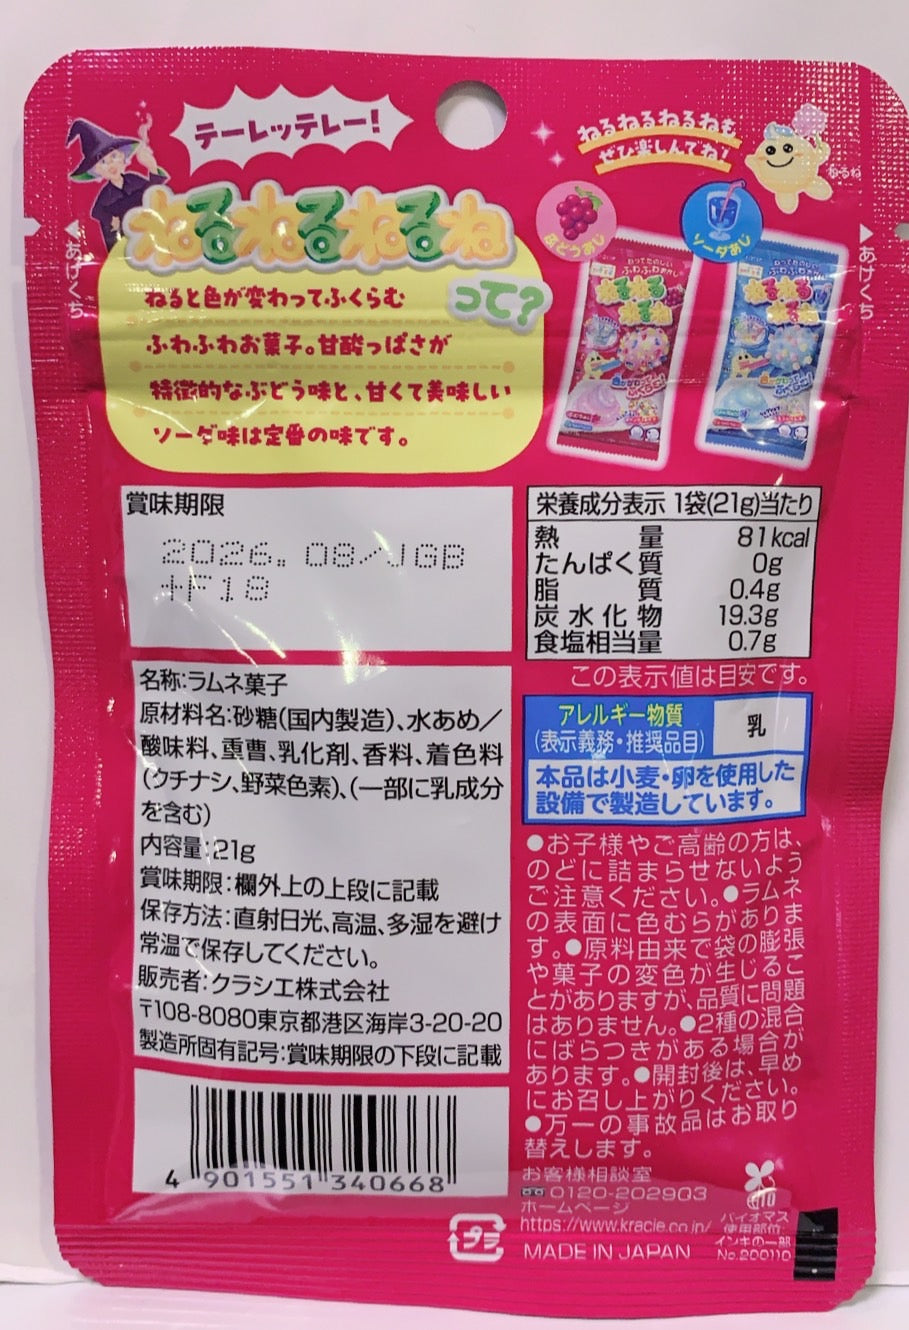 テーレッテレー!
ねるねるねるねも
ぜひ楽しんでね!
ねるね
ねるねるねるね
って?
ぶどうあじ
ソーダあじ
あけくち
あけくち
ねると色が変わってふくらむ
ふわふわお菓子。甘酸っぱさが
特徴的なぶどう味と、甘くて美味しい
ソーダ味は定番の味です。
ねるねる
ねるね
ねるねる
ねるね
賞味期限
2026. 08/JGB
+F18
栄養成分表示 1袋(21g)当たり
熱量 81kcal
たんぱく質 0g
脂質 0.4g
炭水化物 19.3g
食塩相当量 0.7g
この表示値は目安です。
名称:ラムネ菓子
原材料名:砂糖(国内製造)、水あめ/
酸味料、重曹、乳化剤、香料、着色料
(クチナシ、野菜色素)、(一部に乳成分
を含む)
内容量:21g
賞味期限:欄外上の上段に記載
保存方法:直射日光、高温、多湿を避け
常温で保存してください。
販売者:クラシエ株式会社
〒108-8080東京都港区海岸3-20-20
製造所固有記号:賞味期限の下段に記載
アレルギー物質
(表示義務・推奨品目)
乳
本品は小麦・卵を使用した
設備で製造しています。
●お子様やご高齢の方は、
のどに詰まらせないよう
ご注意ください。●ラムネ
の表面に色むらがありま
す。●原料由来で袋の膨張
や菓子の変色が生じるこ
とがありますが、品質に問題
はありません。●2種の混合
にばらつきがある場合が
あります。●開封後は、早め
にお召し上がりください。
●万一の事故品はお取り
替えします。
お客様相談室
0120-202903
ホームページ
https://www.kracie.co.jp/
MADE IN JAPAN
バイオマス
使用部位:
インキの一部
No.200110
プラ
4 901551 340668